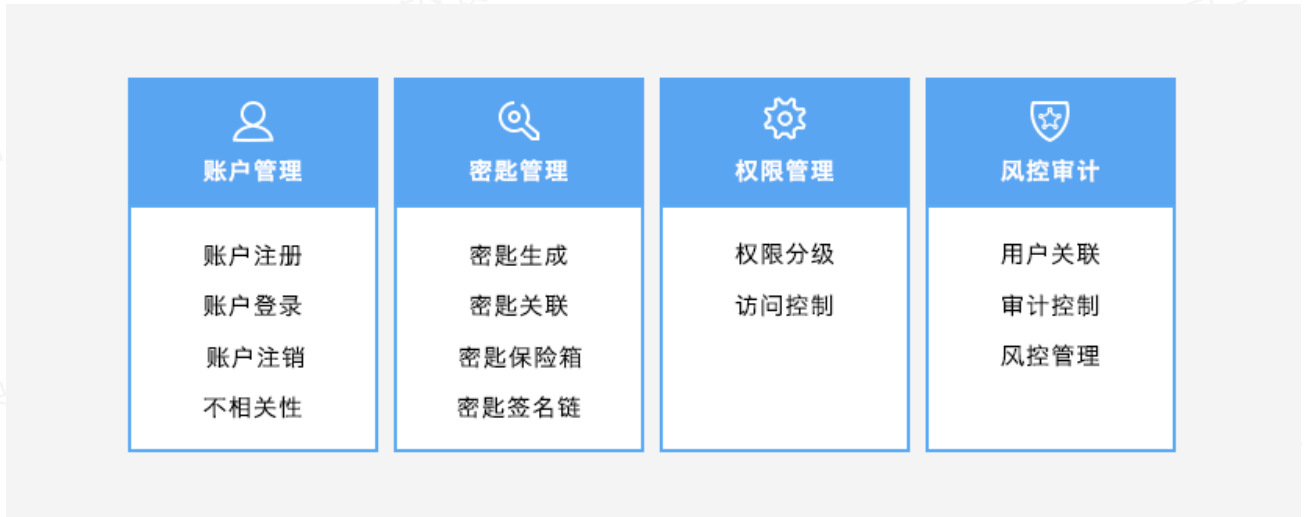 账户管理
账户注册
账户登录
账户注销
不相关性
密匙管理
密匙生成
密匙关联
密匙保险箱
密匙签名链
权限管理
权限分级
访问控制
风控审计
用户关联
审计控制
风控管理